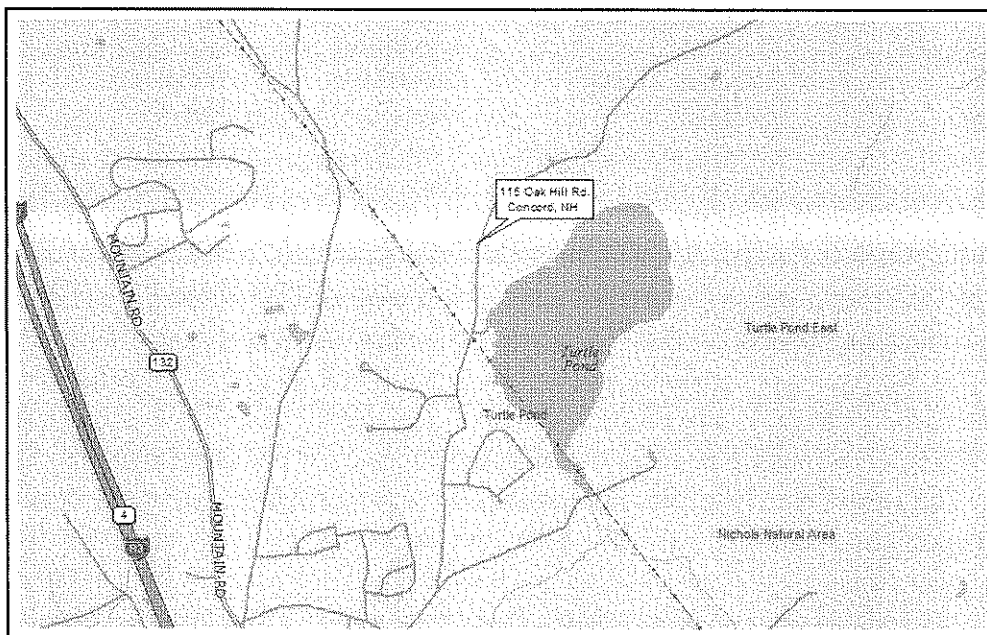 115 Oak Hill Rd.
Concord, NH
MOUNTAIN RD
132
Turtle Pond East
Turtle
Pond
Turtle Pond
4
MOUNTAIN RD
Nichols Natural Area